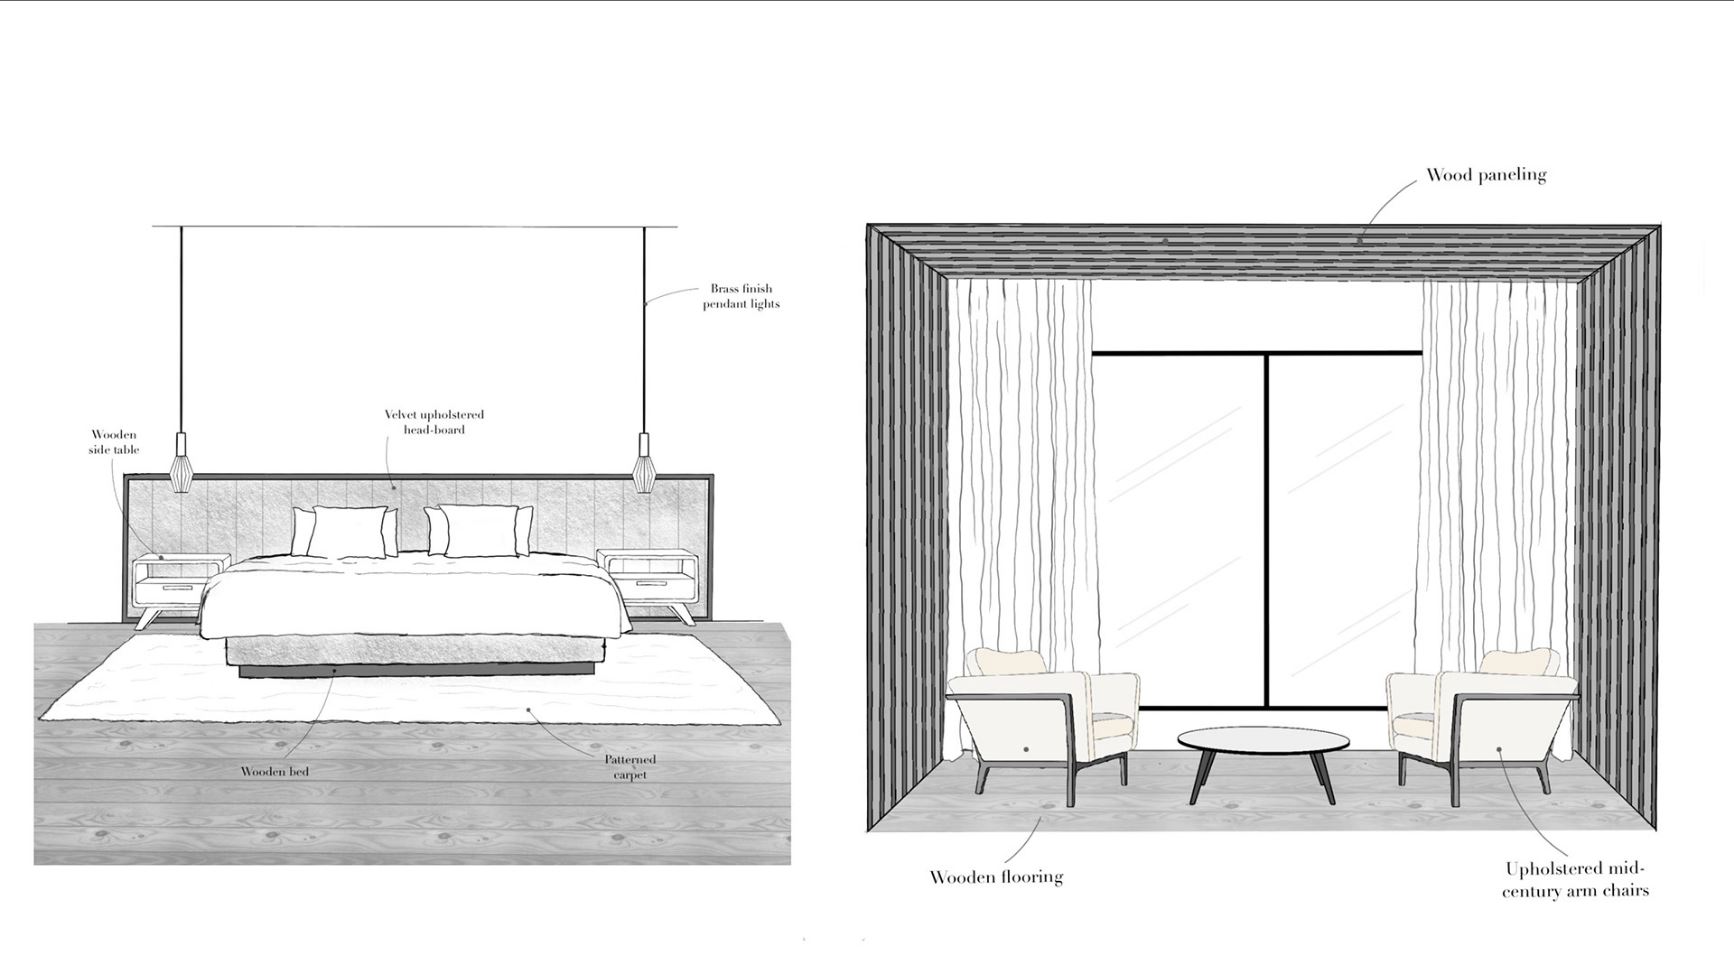 Wood paneling
Brass finish
pendant lights
Velvet upholstered
head-board
Wooden
side table
Patterned
carpet
Wooden bed
Wooden flooring
Upholstered mid-
century arm chairs